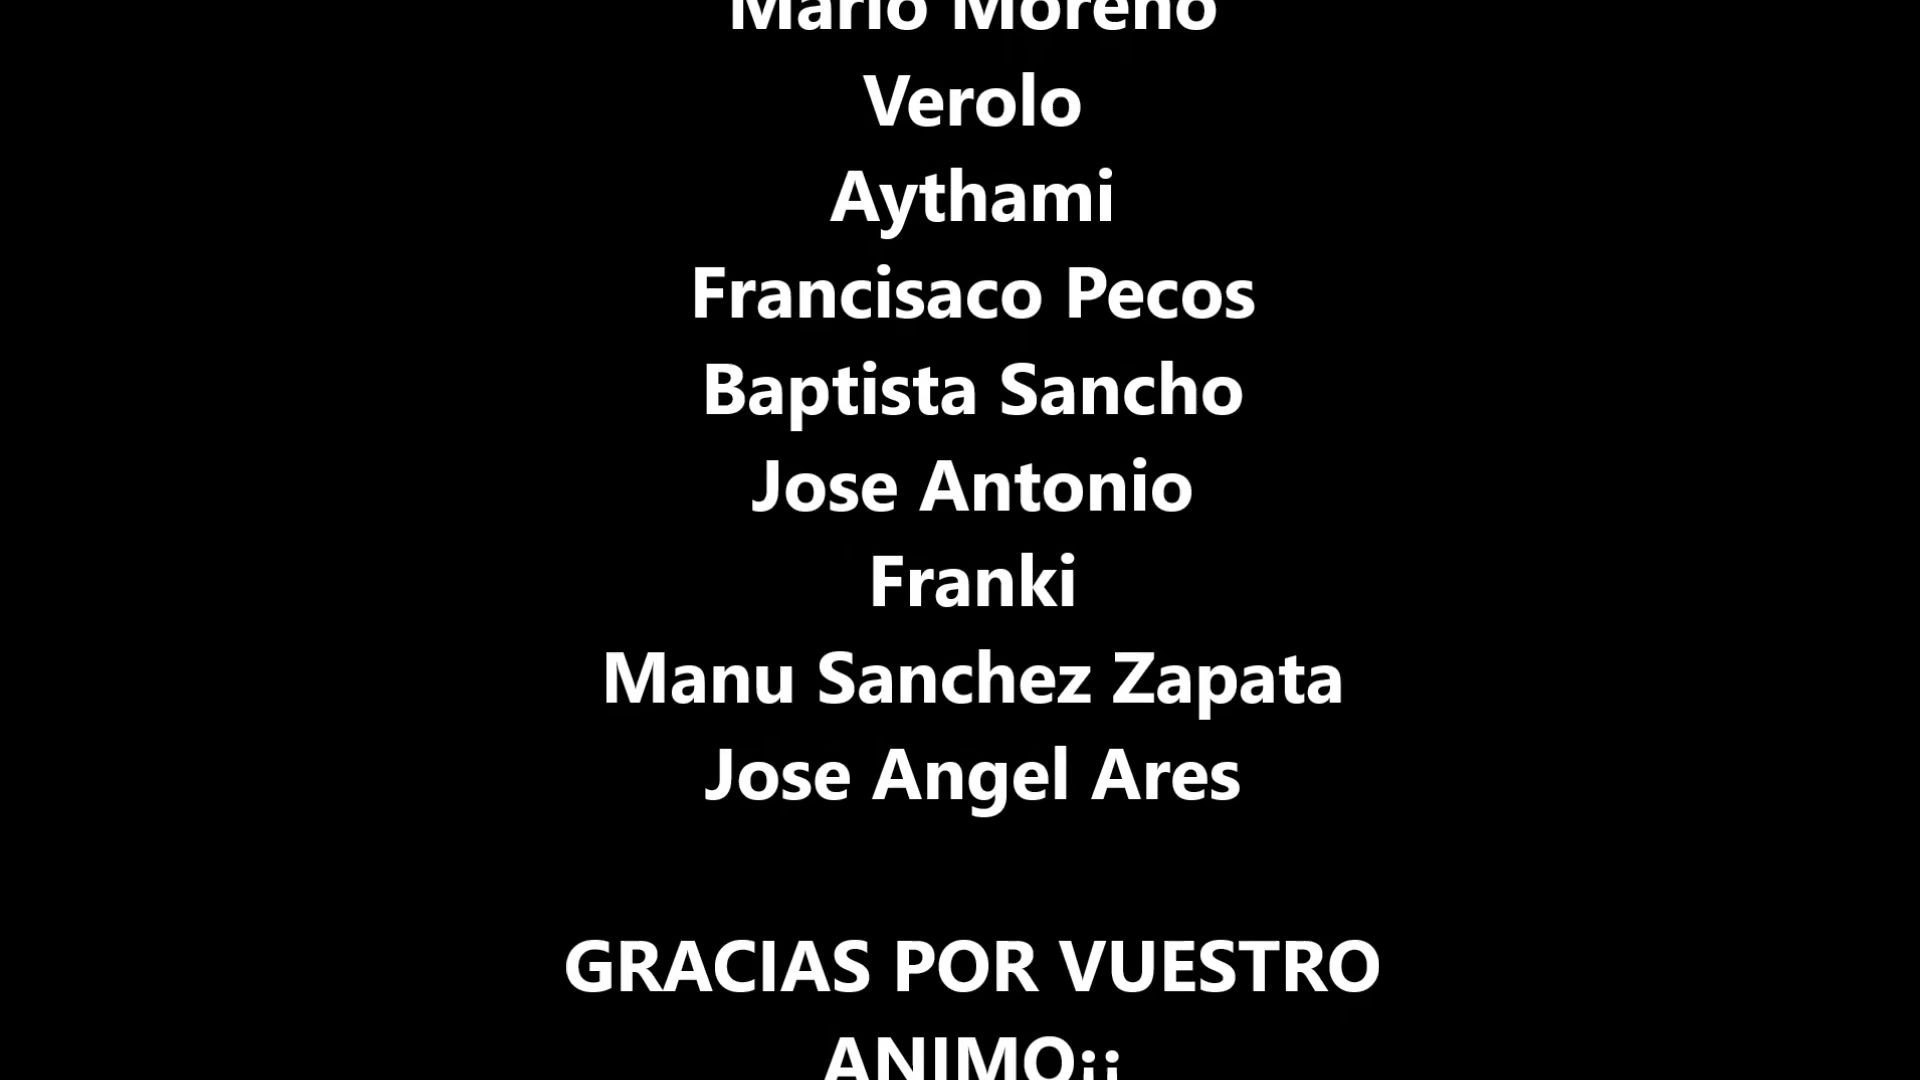 Mario Moreno
Verolo
Aythami
Francisaco Pecos
Baptista Sancho
Jose Antonio
Franki
Manu Sanchez Zapata
Jose Angel Ares
GRACIAS POR VUESTRO
ANIMO¡¡